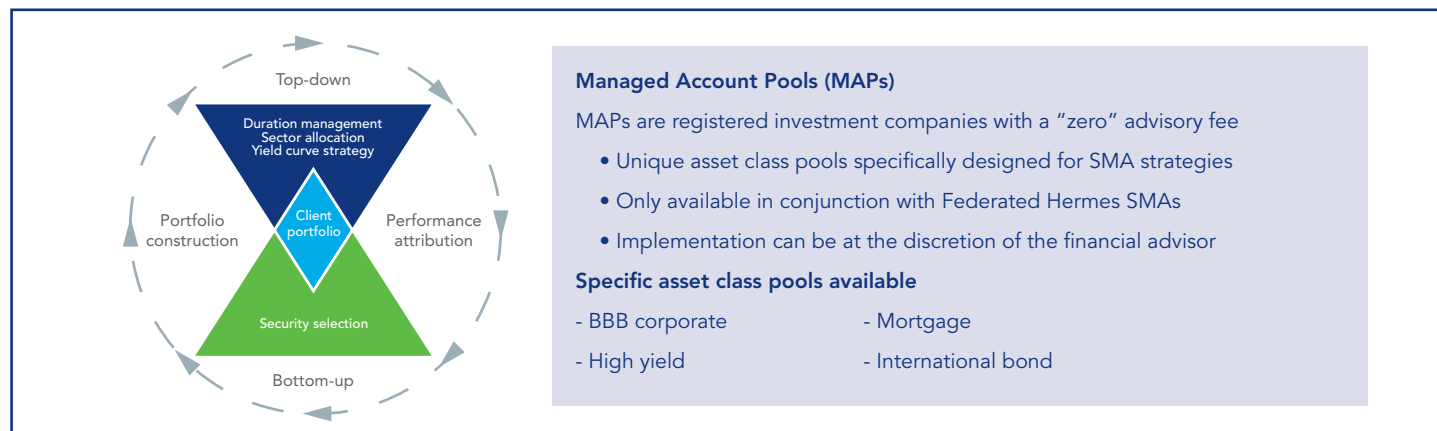 Top-down
Duration management
Sector allocation
Yield curve strategy
Portfolio
construction
Client
portfolio
Performance
attribution
Security selection
Bottom-up
Managed Account Pools (MAPs)
MAPs are registered investment companies with a “zero” advisory fee
• Unique asset class pools specifically designed for SMA strategies
• Only available in conjunction with Federated Hermes SMAs
• Implementation can be at the discretion of the financial advisor
Specific asset class pools available
- BBB corporate - Mortgage
- High yield - International bond